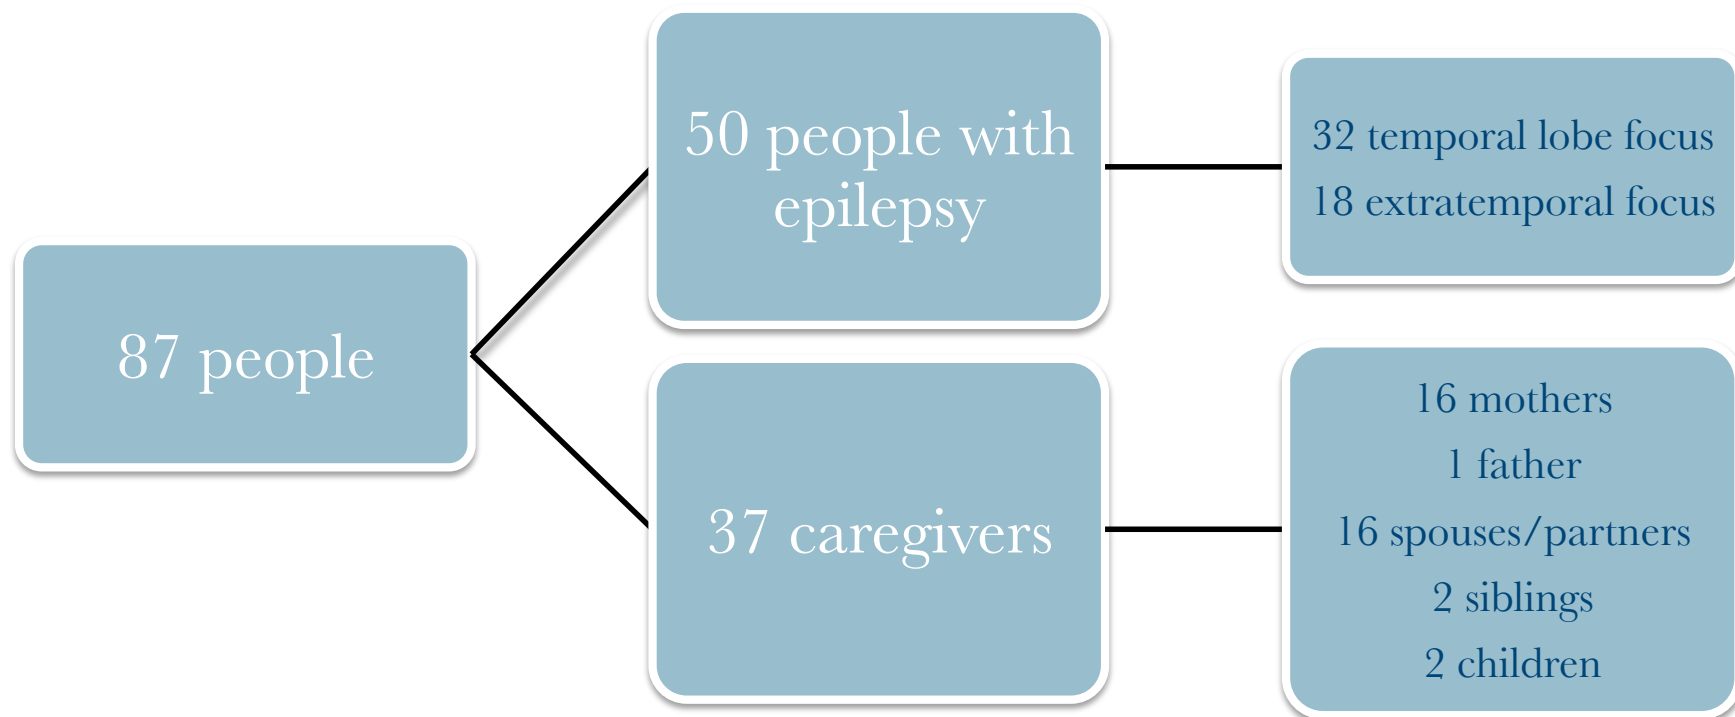 87 people
50 people with
epilepsy
37 caregivers
32 temporal lobe focus
18 extratemporal focus
16 mothers
1 father
16 spouses/partners
2 siblings
2 children